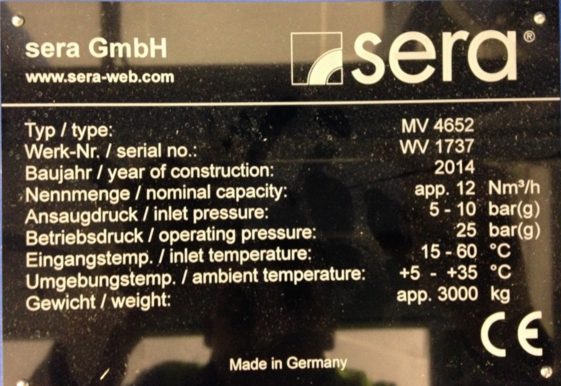 sera GmbH
www.sera-web.com
sera®
Typ / type: MV 4652
Werk-Nr. / serial no.: WV 1737
Baujahr / year of construction: 2014
Nennmenge / nominal capacity: app. 12 Nm³/h
Ansaugdruck / inlet pressure: 5 - 10 bar(g)
Betriebsdruck / operating pressure: 25 bar(g)
Eingangstemp. / inlet temperature: 15 - 60 °C
Umgebungstemp. / ambient temperature: +5 - +35 °C
Gewicht / weight: app. 3000 kg
CE
Made in Germany